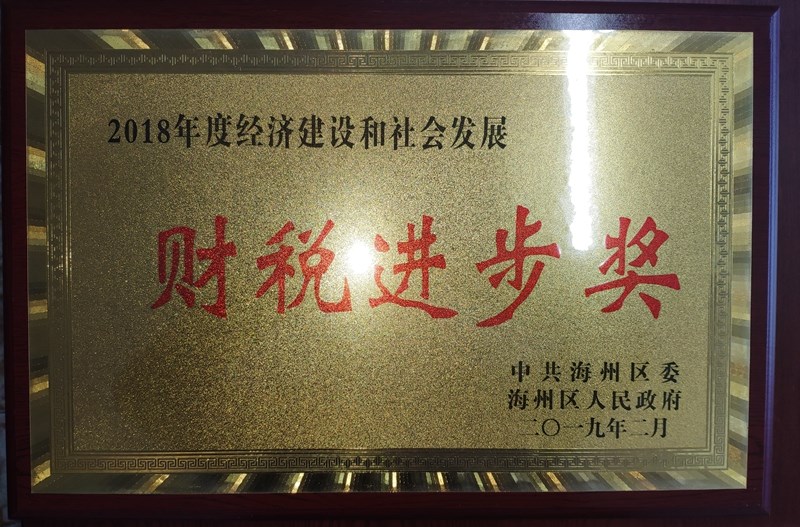 2018年度经济建设和社会发展
财税进步奖
中共海州区委
海州区人民政府
二〇一九年二月